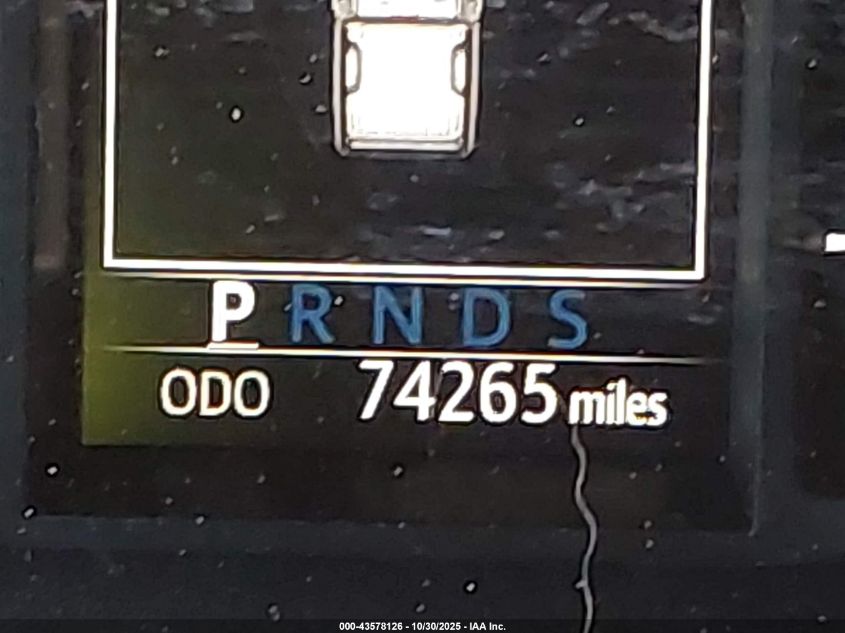 P R N D S
ODO 74265 miles
000-43578126 - 10/30/2025 - IAA Inc.